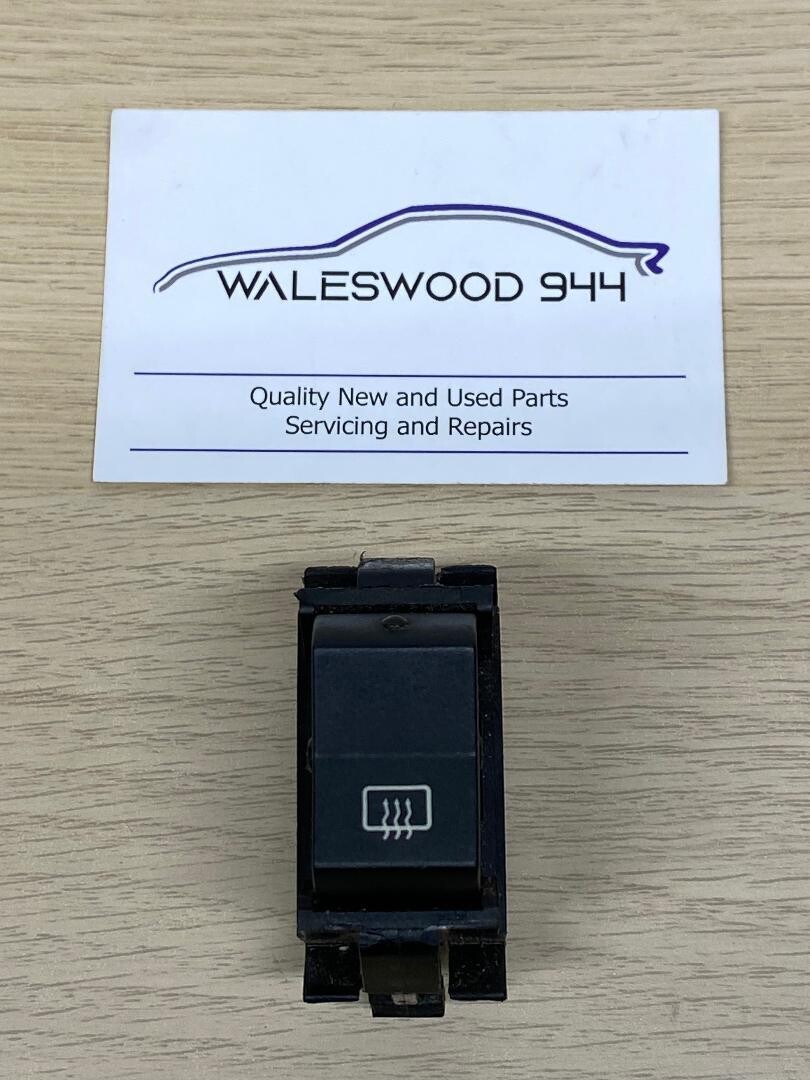 WALESWOOD 944
Quality New and Used Parts
Servicing and Repairs